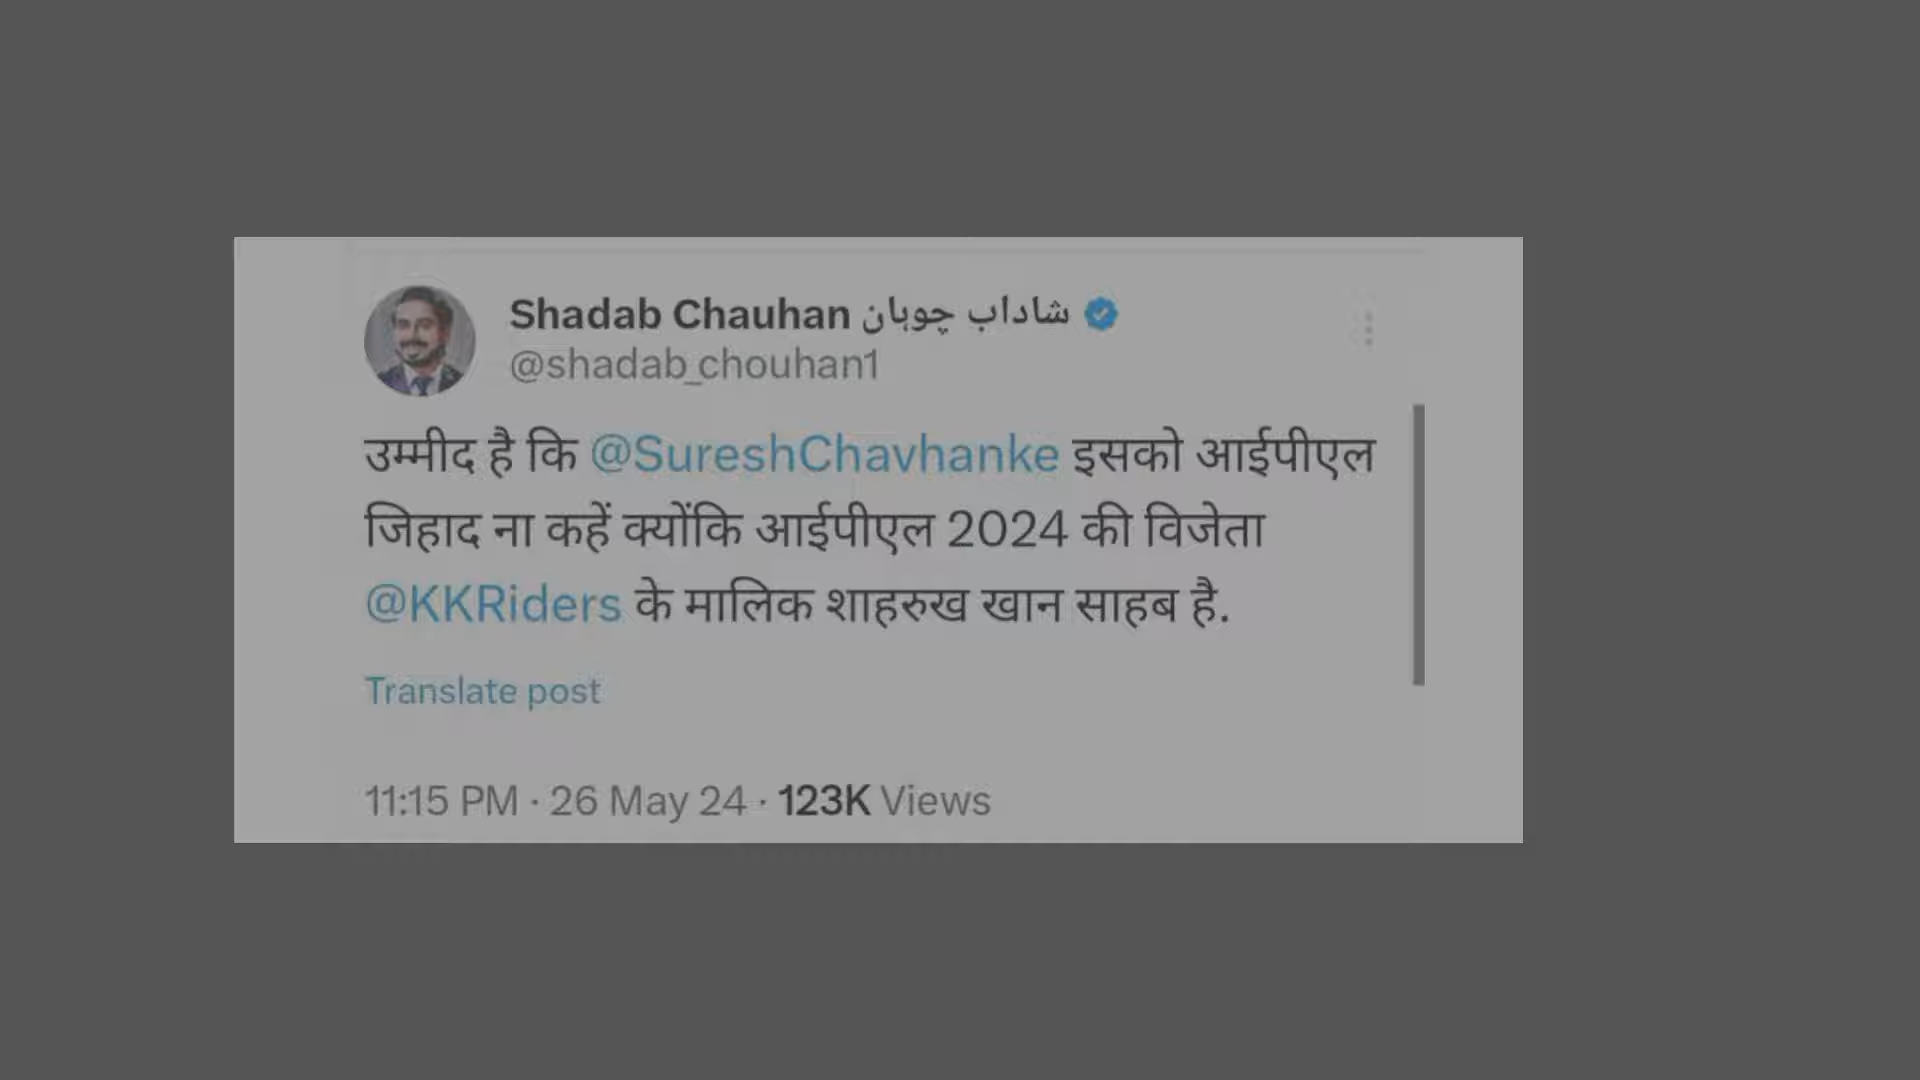 Shadab Chauhan شاداب چوہان
@shadab_chouhan1
उम्मीद है कि @SureshChavhanke इसको आईपीएल
जिहाद ना कहें क्योंकि आईपीएल 2024 की विजेता
@KKRiders के मालिक शाहरुख खान साहब है.
Translate post
11:15 PM · 26 May 24 · 123K Views